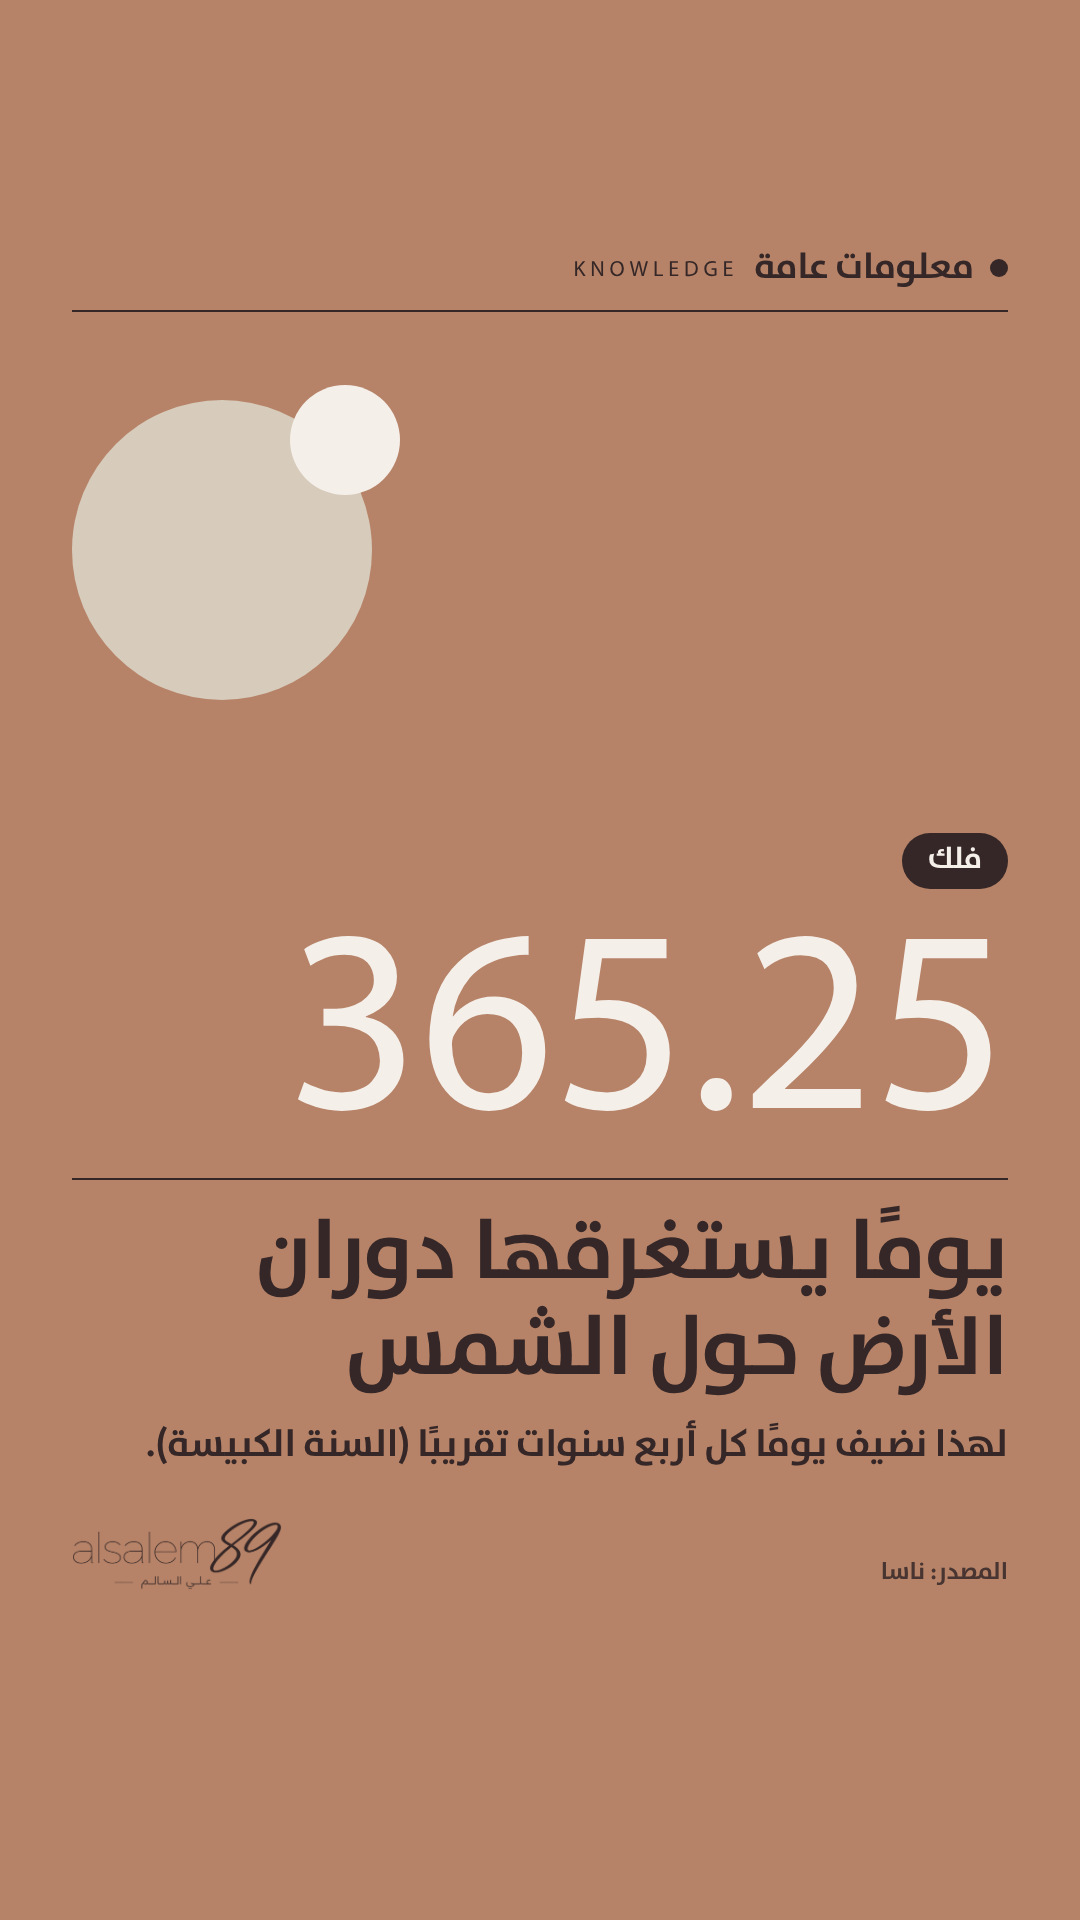 معلومات عامة KNOWLEDGE
فلك
365.25
يومًا يستغرقها دوران
الأرض حول الشمس
لهذا نضيف يومًا كل أربع سنوات تقريبًا (السنة الكبيسة).
المصدر: ناسا
alsalem89
علي السالم